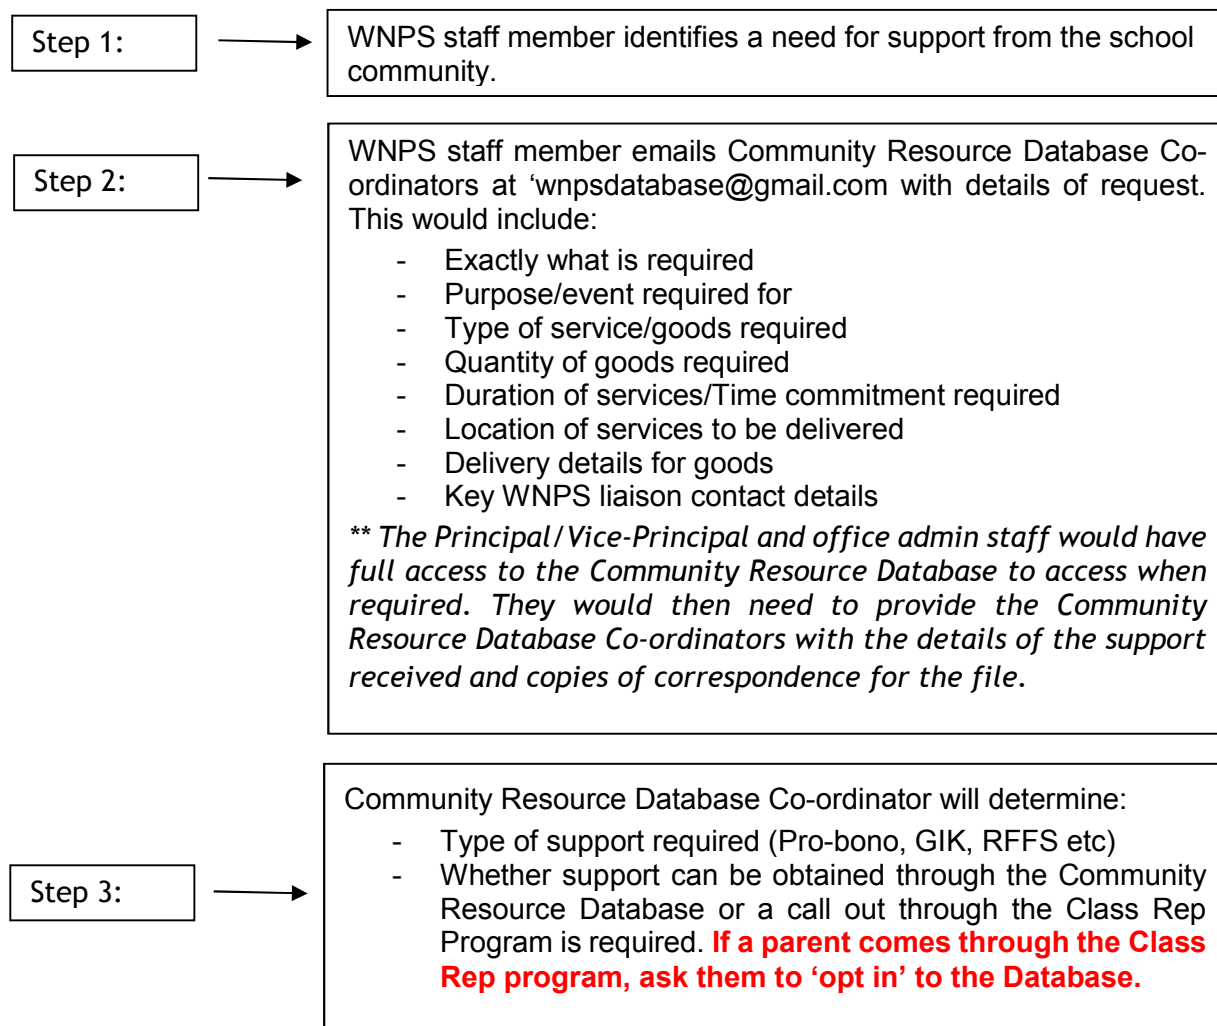 Step 1:
WNPS staff member identifies a need for support from the school
community.
Step 2:
WNPS staff member emails Community Resource Database Co-
ordinators at ‘wnpsdatabase@gmail.com with details of request.
This would include:
- Exactly what is required
- Purpose/event required for
- Type of service/goods required
- Quantity of goods required
- Duration of services/Time commitment required
- Location of services to be delivered
- Delivery details for goods
- Key WNPS liaison contact details
** The Principal/Vice-Principal and office admin staff would have
full access to the Community Resource Database to access when
required. They would then need to provide the Community
Resource Database Co-ordinators with the details of the support
received and copies of correspondence for the file.
Step 3:
Community Resource Database Co-ordinator will determine:
- Type of support required (Pro-bono, GIK, RFFS etc)
- Whether support can be obtained through the Community
Resource Database or a call out through the Class Rep
Program is required. If a parent comes through the Class
Rep program, ask them to ‘opt in’ to the Database.